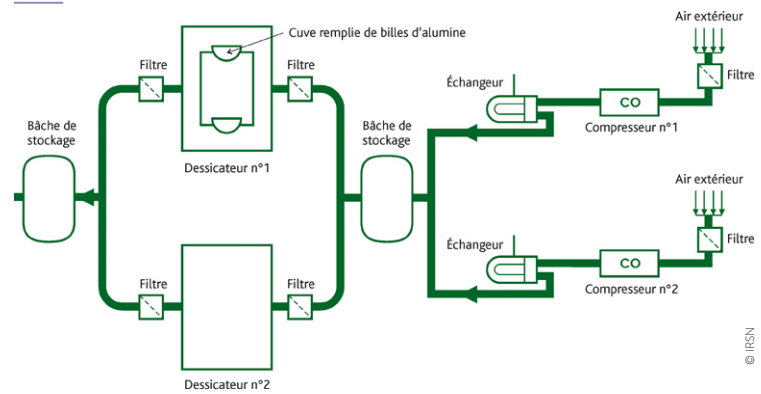 Air extérieur
Cuve remplie de billes d'alumine
Filtre
Filtre
Échangeur
Filtre
CO
Compresseur n°1
Bâche de
stockage
Bâche de
stockage
Dessicateur n°1
Air extérieur
Filtre
Échangeur
CO
Compresseur n°2
Filtre
Filtre
Dessicateur n°2
© IRSN